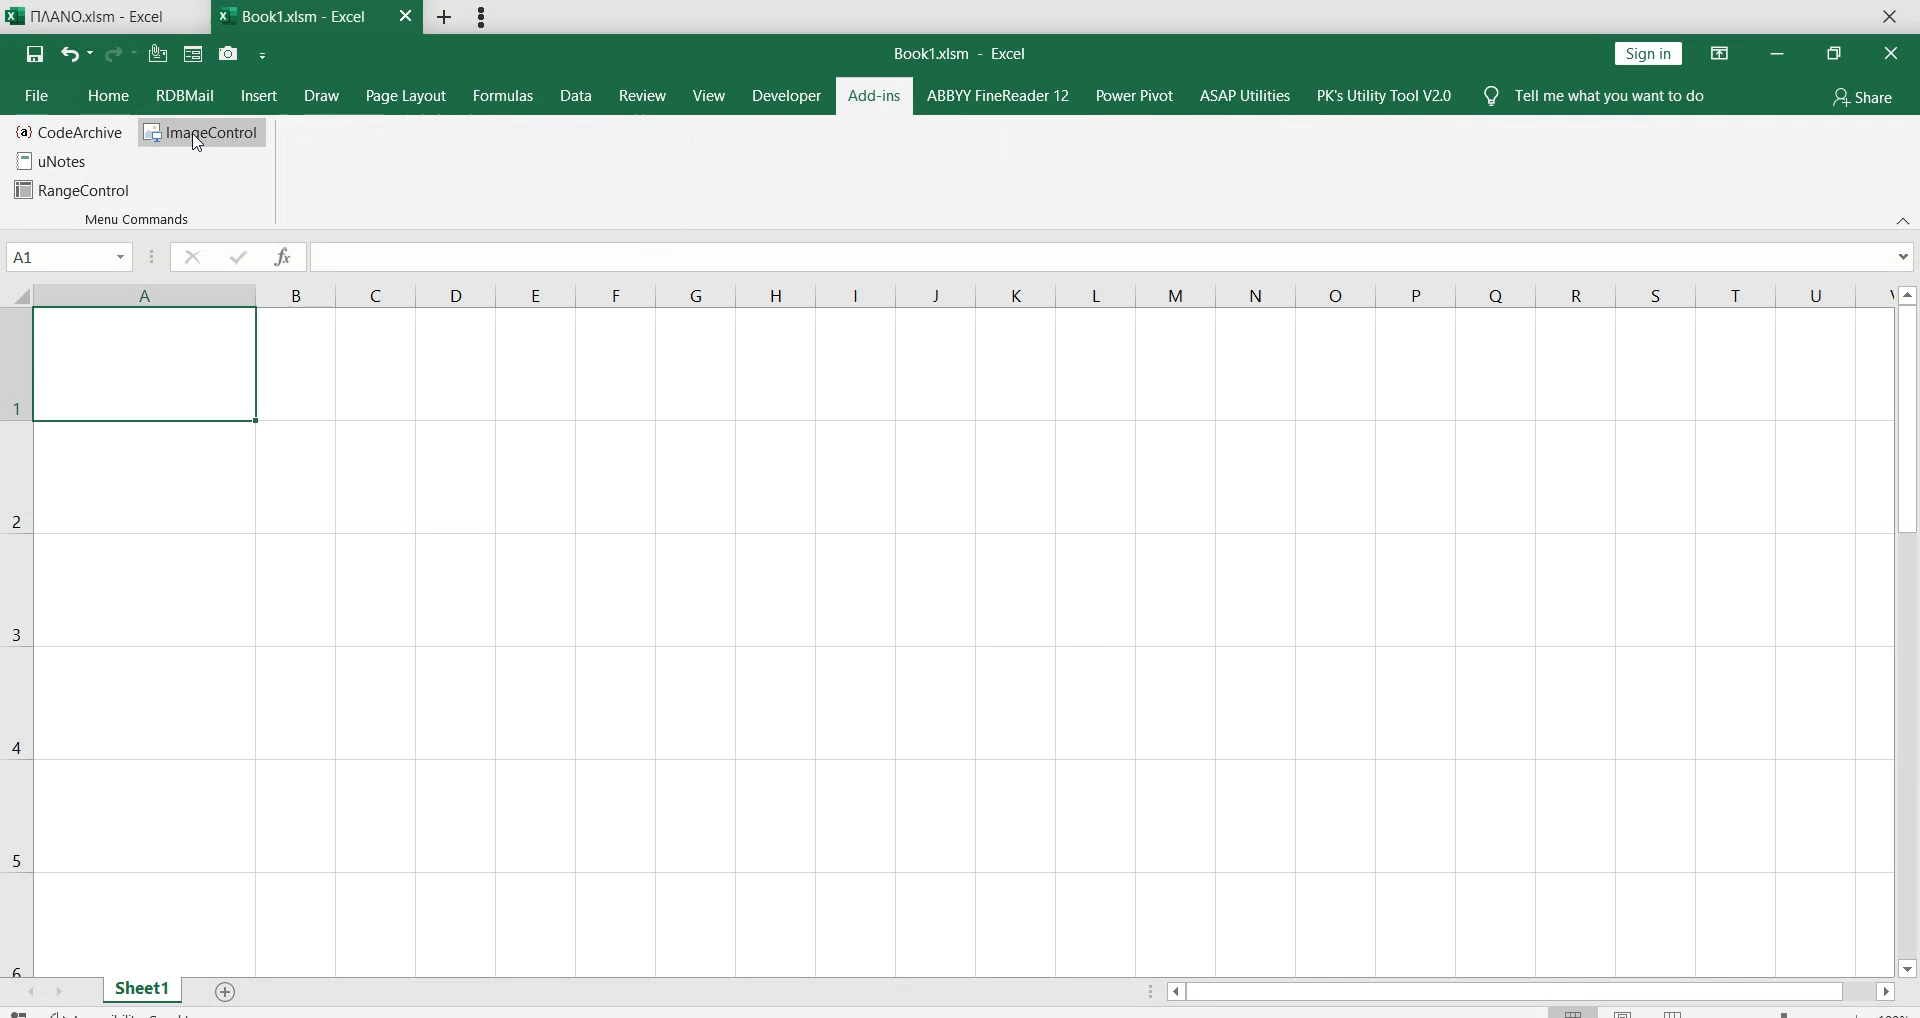 ΠΛΑΝΟ.xlsm - Excel
Book1.xlsm - Excel
Book1.xlsm - Excel
Sign in
File Home RDBMail Insert Draw Page Layout Formulas Data Review View Developer Add-ins ABBYY FineReader 12 Power Pivot ASAP Utilities PK's Utility Tool V2.0 Tell me what you want to do Share
{a} CodeArchive ImageControl
uNotes
RangeControl
Menu Commands
A1 fx
A B C D E F G H I J K L M N O P Q R S T U
1
2
3
4
5
6
Sheet1